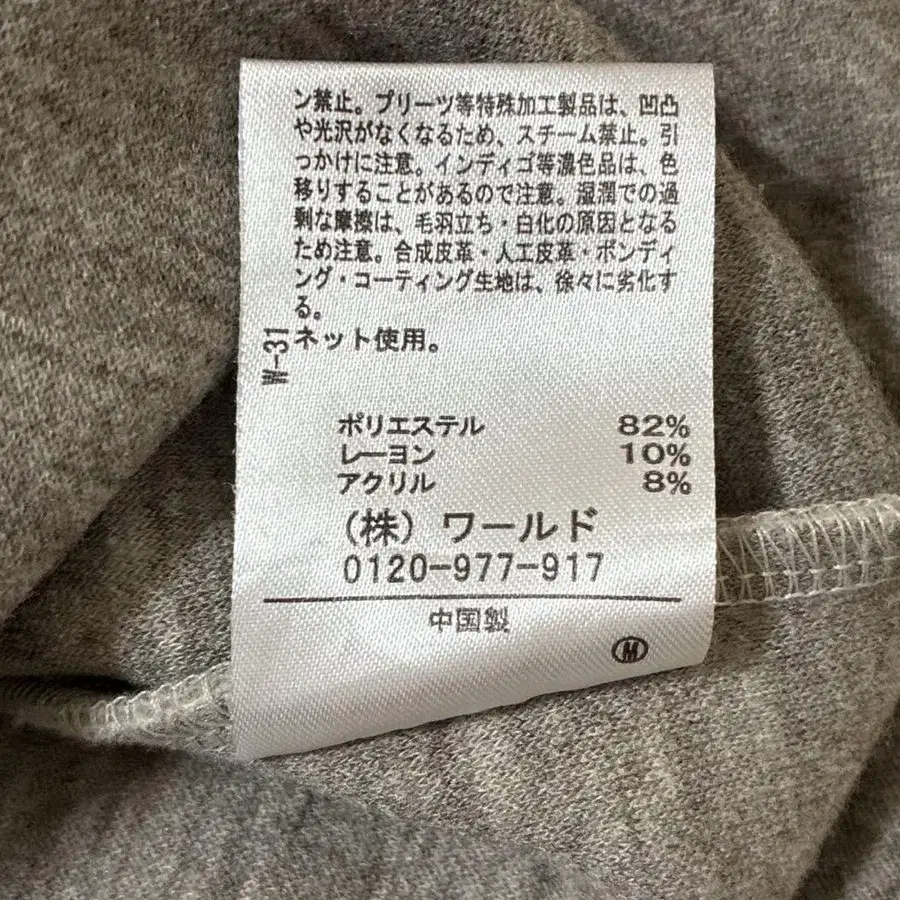 ン禁止。プリーツ等特殊加工製品は、凹凸
や光沢がなくなるため、スチーム禁止。引
っかけに注意。インディゴ等濃色品は、色
移りすることがあるので注意。湿潤での過
剰な摩擦は、毛羽立ち・白化の原因となる
ため注意。合成皮革・人工皮革・ボンディ
ング・コーティング生地は、徐々に劣化す
る。
ネット使用。
W-31
ポリエステル 82%
レーヨン 10%
アクリル 8%
(株) ワールド
0120-977-917
中国製
M